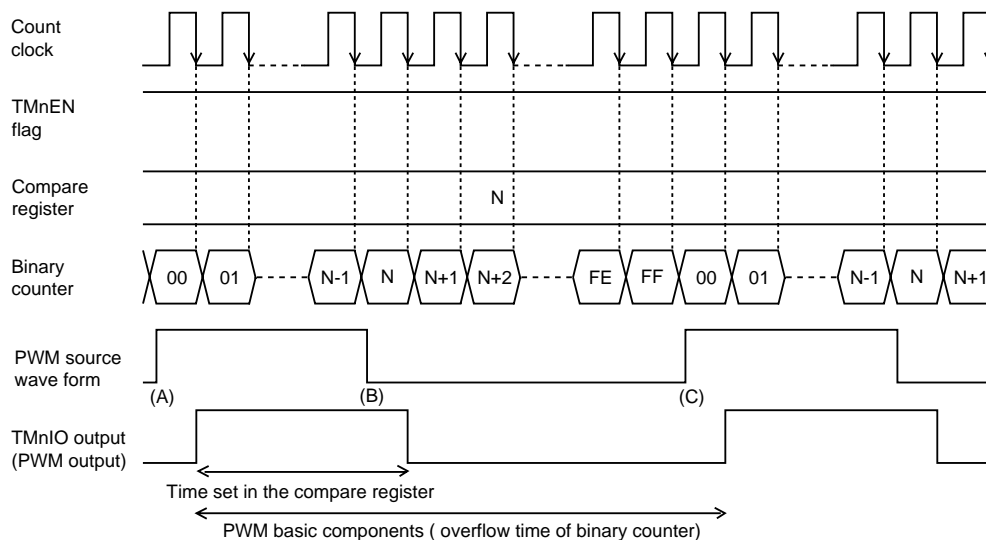 Count
clock
TMnEN
flag
Compare
register
N
Binary
counter
00 01 N-1 N N+1 N+2 FE FF 00 01 N-1 N N+1
PWM source
wave form
(A) (B) (C)
TMnIO output
(PWM output)
Time set in the compare register
PWM basic components ( overflow time of binary counter)